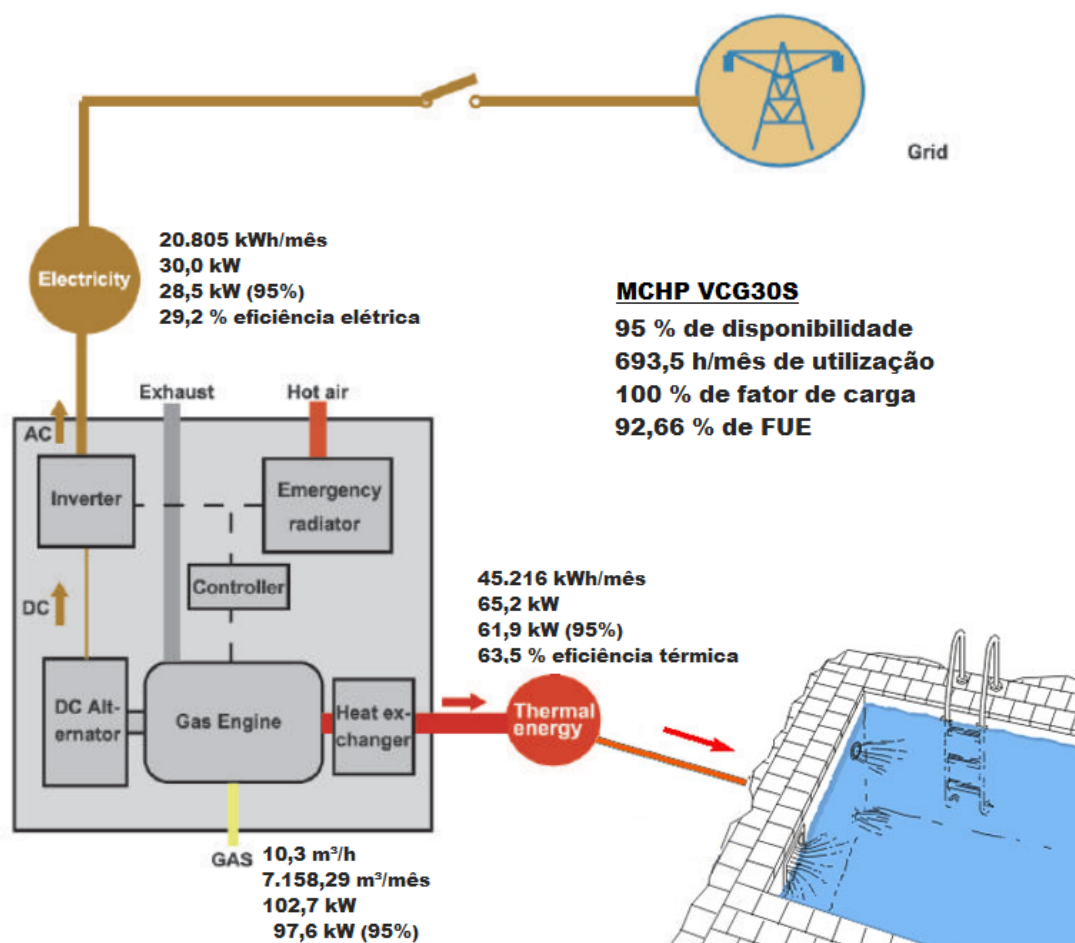 Grid
20.805 kWh/mês
30,0 kW
28,5 kW (95%)
29,2 % eficiência elétrica
Electricity
MCHP VCG30S
95 % de disponibilidade
693,5 h/mês de utilização
100 % de fator de carga
92,66 % de FUE
Exhaust
Hot air
AC
Inverter
Emergency
radiator
Controller
DC
45.216 kWh/mês
65,2 kW
61,9 kW (95%)
63,5 % eficiência térmica
DC Alt-
ernator
Gas Engine
Heat ex-
changer
Thermal
energy
GAS
10,3 m³/h
7.158,29 m³/mês
102,7 kW
97,6 kW (95%)